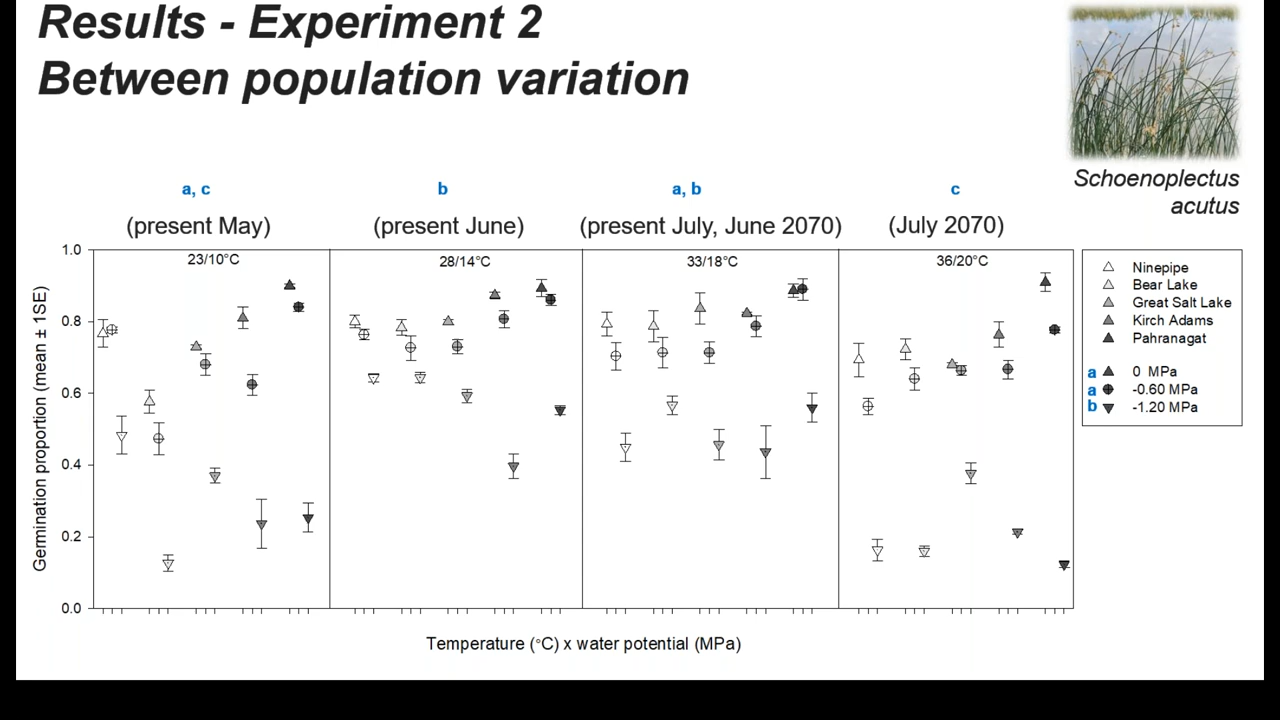 Results - Experiment 2
Between population variation
Schoenoplectus
acutus
a, c
b
a, b
c
(present May)
(present June)
(present July, June 2070)
(July 2070)
23/10°C
28/14°C
33/18°C
36/20°C
1.0
0.8
0.6
0.4
0.2
0.0
Germination proportion (mean ± 1SE)
Temperature (°C) x water potential (MPa)
Ninepipe
Bear Lake
Great Salt Lake
Kirch Adams
Pahranagat
a 0 MPa
a -0.60 MPa
b -1.20 MPa